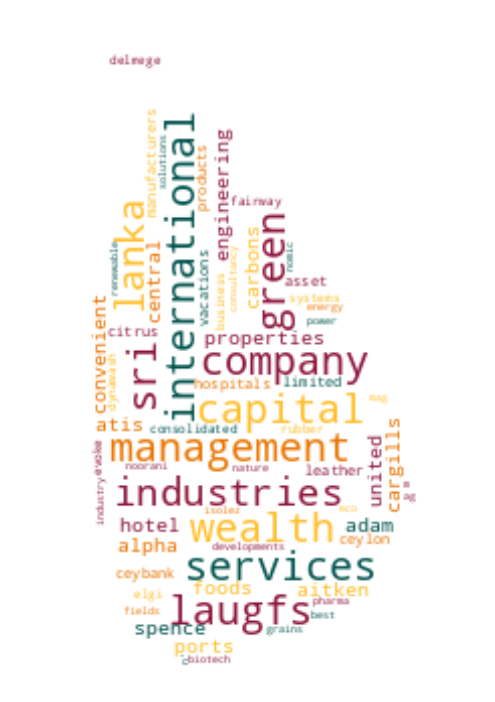 delmege
manufacturers
solutions
international
products
engineering
fairway
lanka
renewable
central
vacations
business
consultancy
carbons
green
nomic
asset
systems
energy
power
convenient
citrus
sri
properties
company
dynawash
hospitals
limited
capital
mag
atis
consolidated
rubber
management
evoke
noorani
nature
leather
united
cargills
industry
industries
m
ag
isolez
eco
hotel
wealth
adam
alpha
developments
ceylon
ceybank
services
elgi
foods
aitken
fields
laugfs
pharma
best
spence
grains
ports
c
biotech